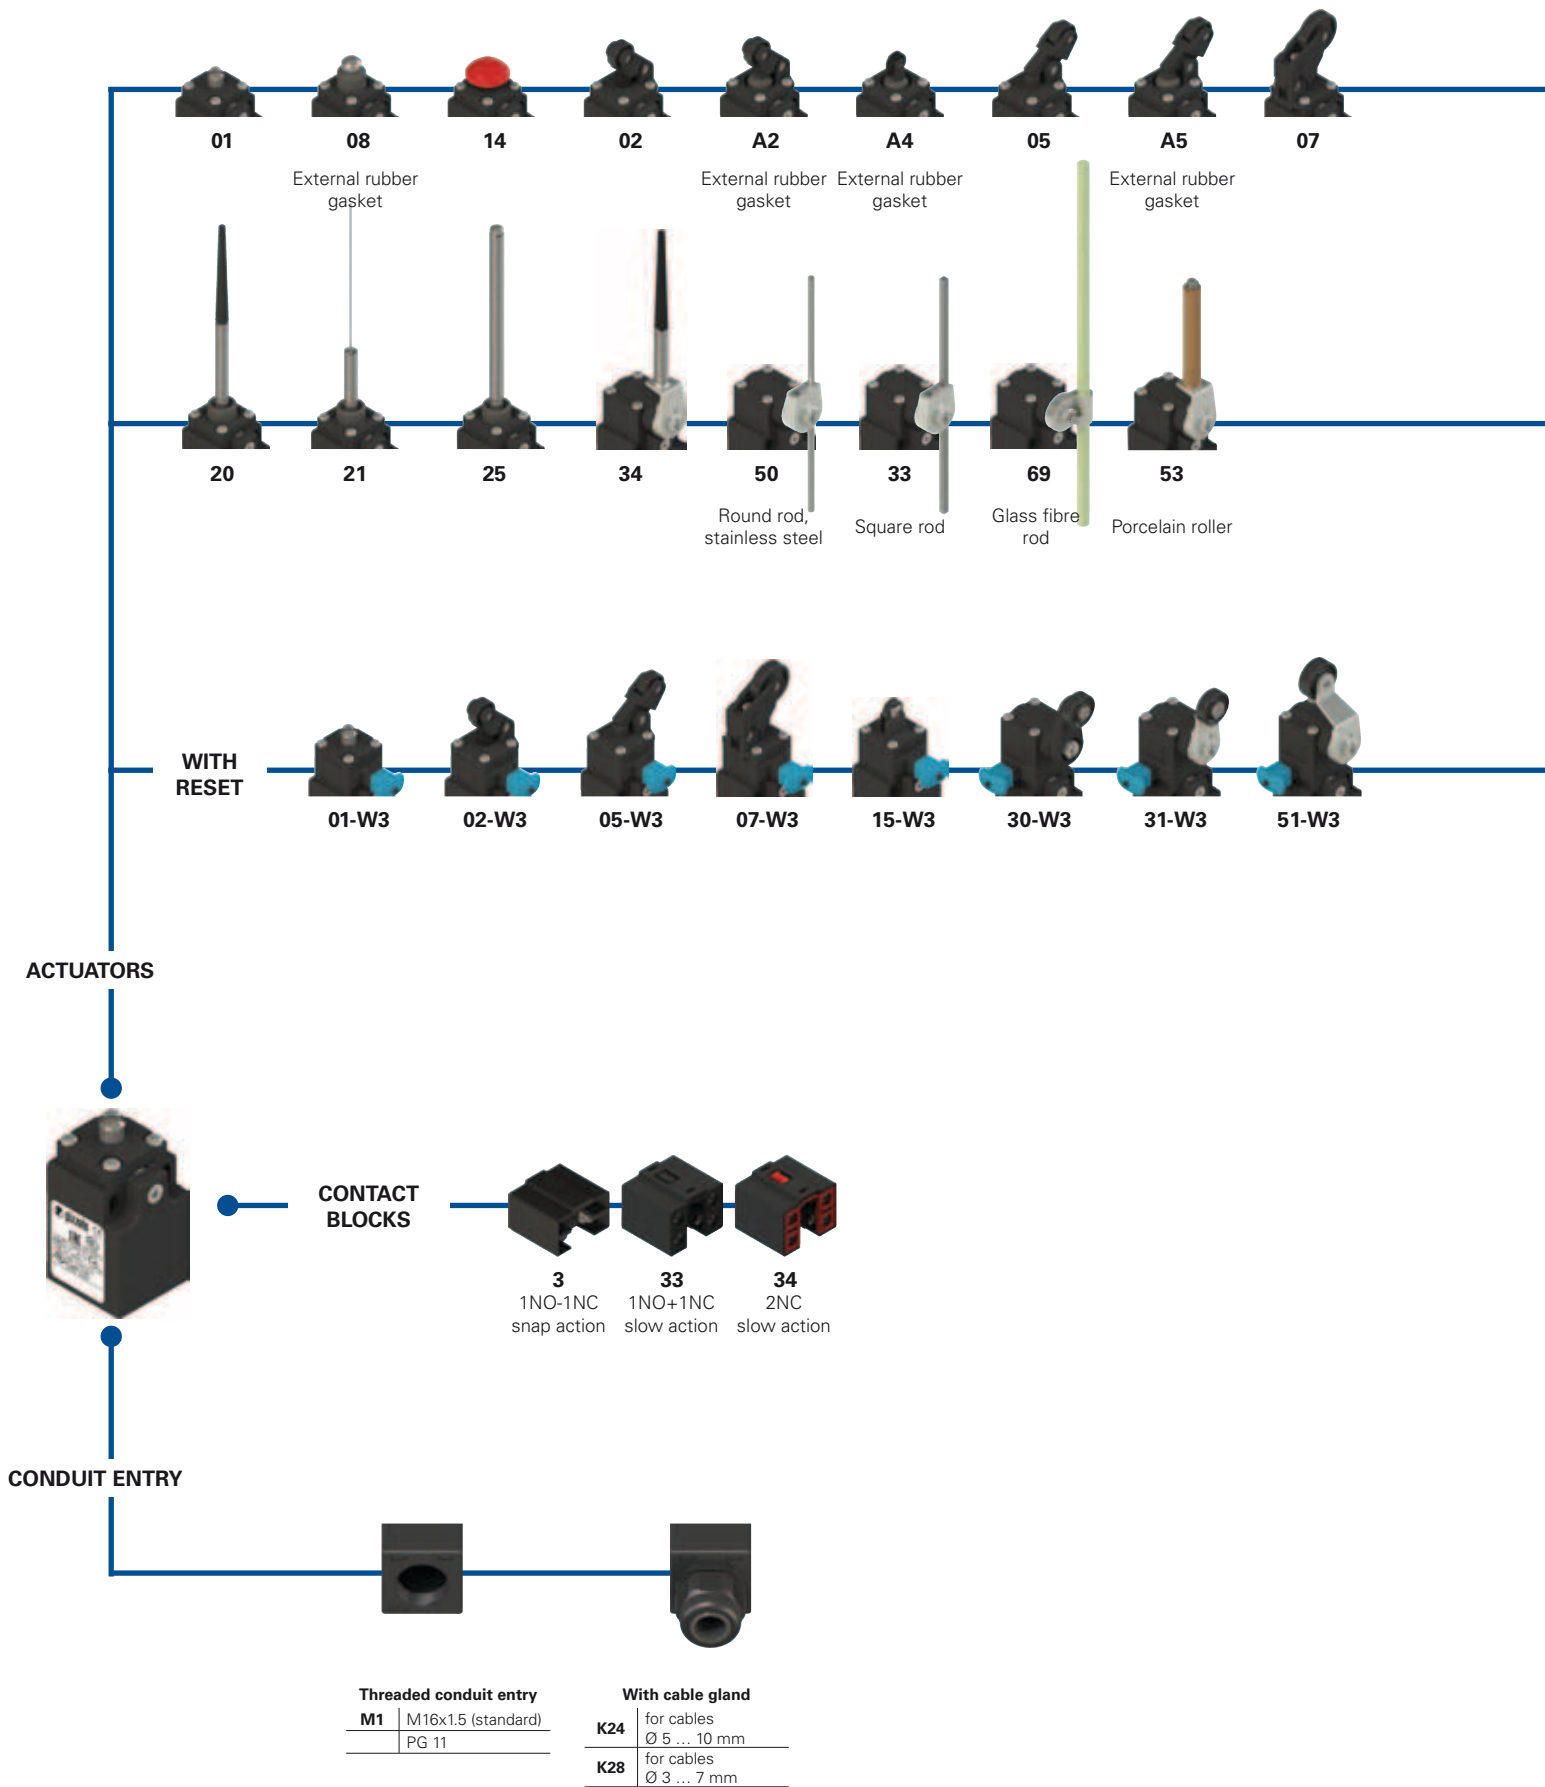 01 08 14 02 A2 A4 05 A5 07
External rubber External rubber External rubber External rubber
gasket gasket gasket gasket
20 21 25 34 50 33 69 53
Round rod,
stainless steel
Square rod
Glass fibre
rod
Porcelain roller
WITH
RESET
01-W3 02-W3 05-W3 07-W3 15-W3 30-W3 31-W3 51-W3
ACTUATORS
CONTACT
BLOCKS
3 33 34
1NO-1NC 1NO+1NC 2NC
snap action slow action slow action
CONDUIT ENTRY
Threaded conduit entry
M1 M16x1.5 (standard)
PG 11
With cable gland
K24 for cables
Ø 5 … 10 mm
K28 for cables
Ø 3 … 7 mm